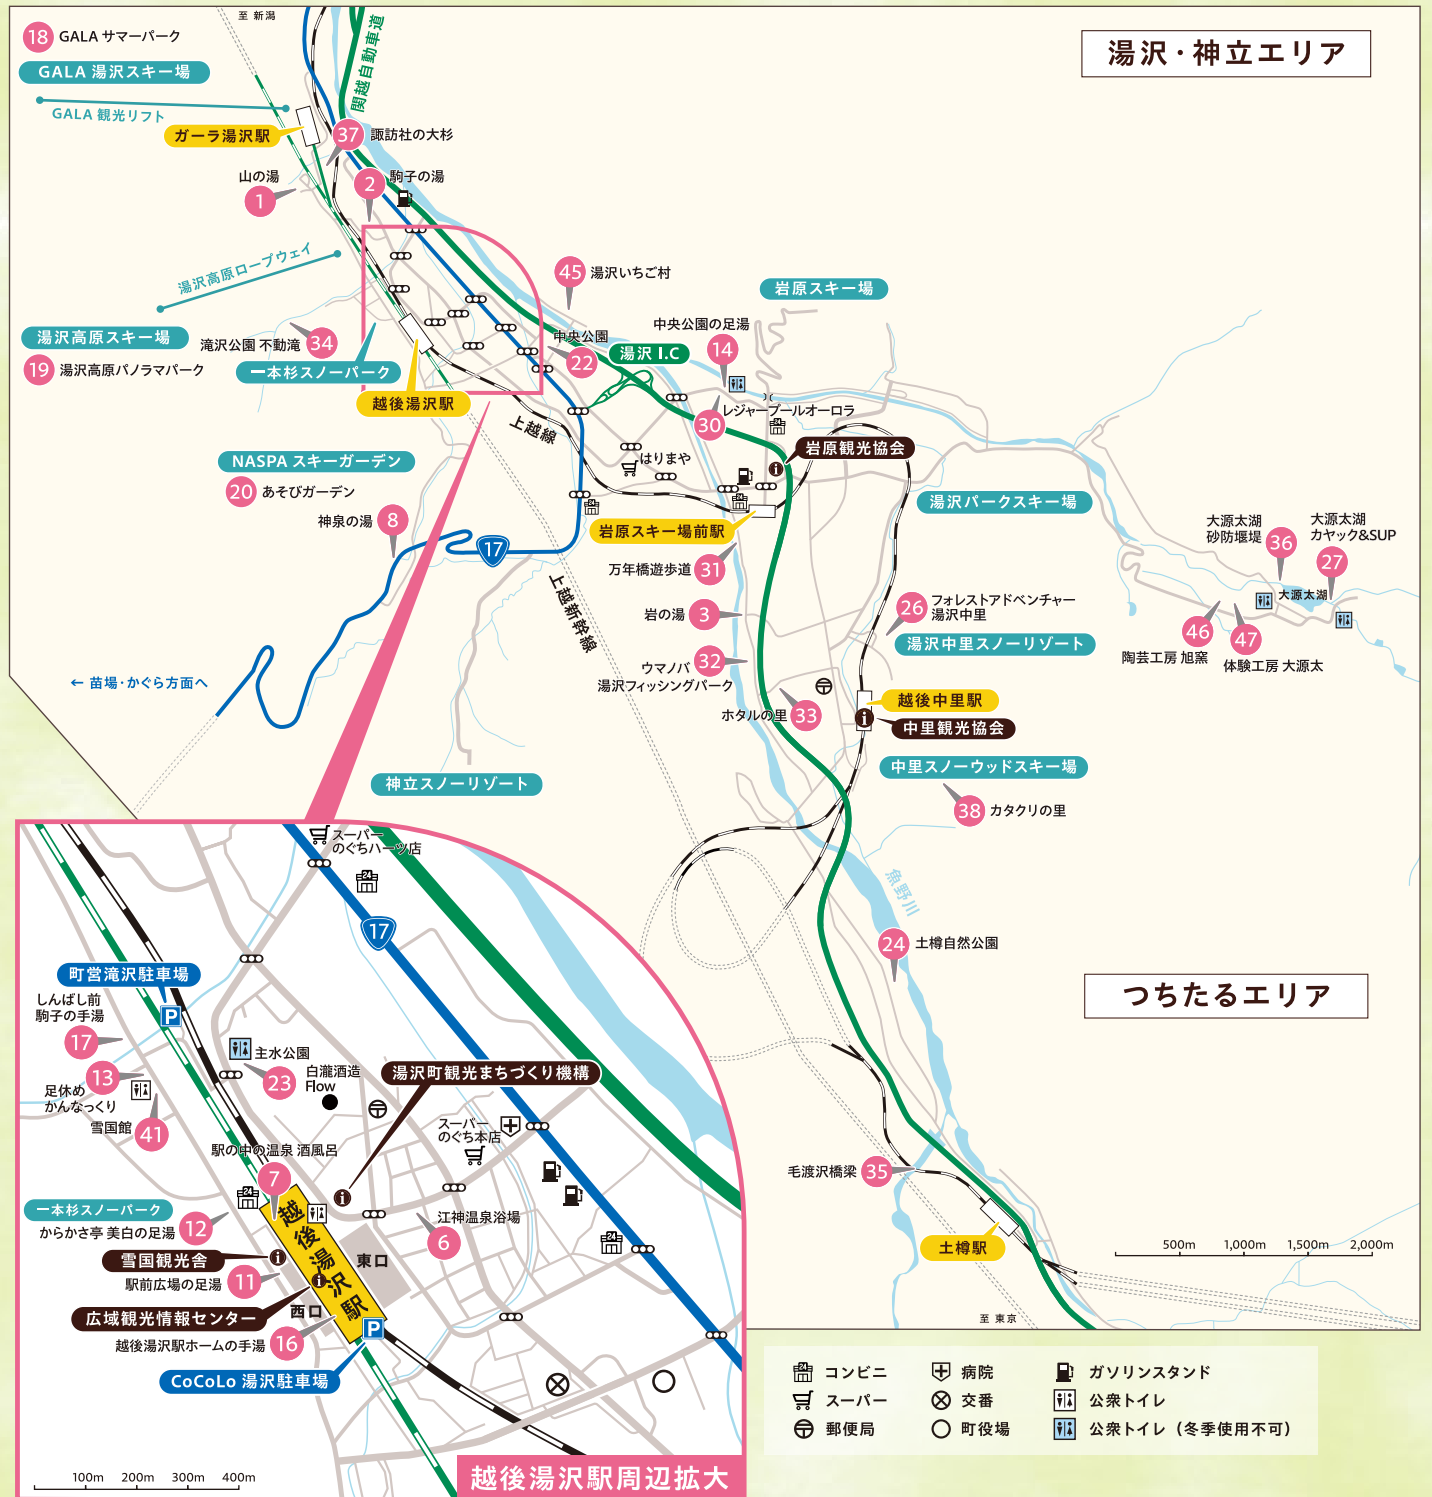 至 新潟
関越自動車道
湯沢・神立エリア
18 GALA サマーパーク
GALA 湯沢スキー場
GALA 観光リフト
ガーラ湯沢駅
37 諏訪社の大杉
山の湯
1
2 駒子の湯
湯沢高原ロープウェイ
45 湯沢いちご村
岩原スキー場
湯沢高原スキー場
19 湯沢高原パノラマパーク
滝沢公園 不動滝 34
一本杉スノーパーク
越後湯沢駅
中央公園
22
湯沢 I.C
中央公園の足湯
14
30
レジャープールオーロラ
上越線
はりまや
岩原観光協会
NASPA スキーガーデン
20 あそびガーデン
神泉の湯 8
17
岩原スキー場前駅
湯沢パークスキー場
万年橋遊歩道 31
大源太湖
砂防堰堤
36
大源太湖
カヤック&SUP
27
大源太湖
上越新幹線
岩の湯 3
26 フォレストアドベンチャー
湯沢中里
湯沢中里スノーリゾート
46
陶芸工房 旭窯
47
体験工房 大源太
ウマノバ
湯沢フィッシングパーク
32
← 苗場・かぐら方面へ
ホタルの里 33
越後中里駅
中里観光協会
神立スノーリゾート
中里スノーウッドスキー場
38 カタクリの里
魚野川
24 土樽自然公園
つちたるエリア
毛渡沢橋梁 35
土樽駅
500m 1,000m 1,500m 2,000m
至 東京
スーパー
のぐちハーツ店
24
17
町営滝沢駐車場
P
しんばし前
駒子の手湯
17
13
足休め
かんなっくり
雪国館 41
主水公園
23
白瀧酒造
Flow
湯沢町観光まちづくり機構
スーパー
のぐち本店
駅の中の温泉 酒風呂
7
一本杉スノーパーク
からかさ亭 美白の足湯 12
江神温泉浴場
6
越後湯沢駅
東口
西口
雪国観光舎
駅前広場の足湯 11
広域観光情報センター
越後湯沢駅ホームの手湯 16
P
CoCoLo 湯沢駐車場
100m 200m 300m 400m
越後湯沢駅周辺拡大
コンビニ
病院
ガソリンスタンド
スーパー
交番
公衆トイレ
郵便局
町役場
公衆トイレ（冬季使用不可）